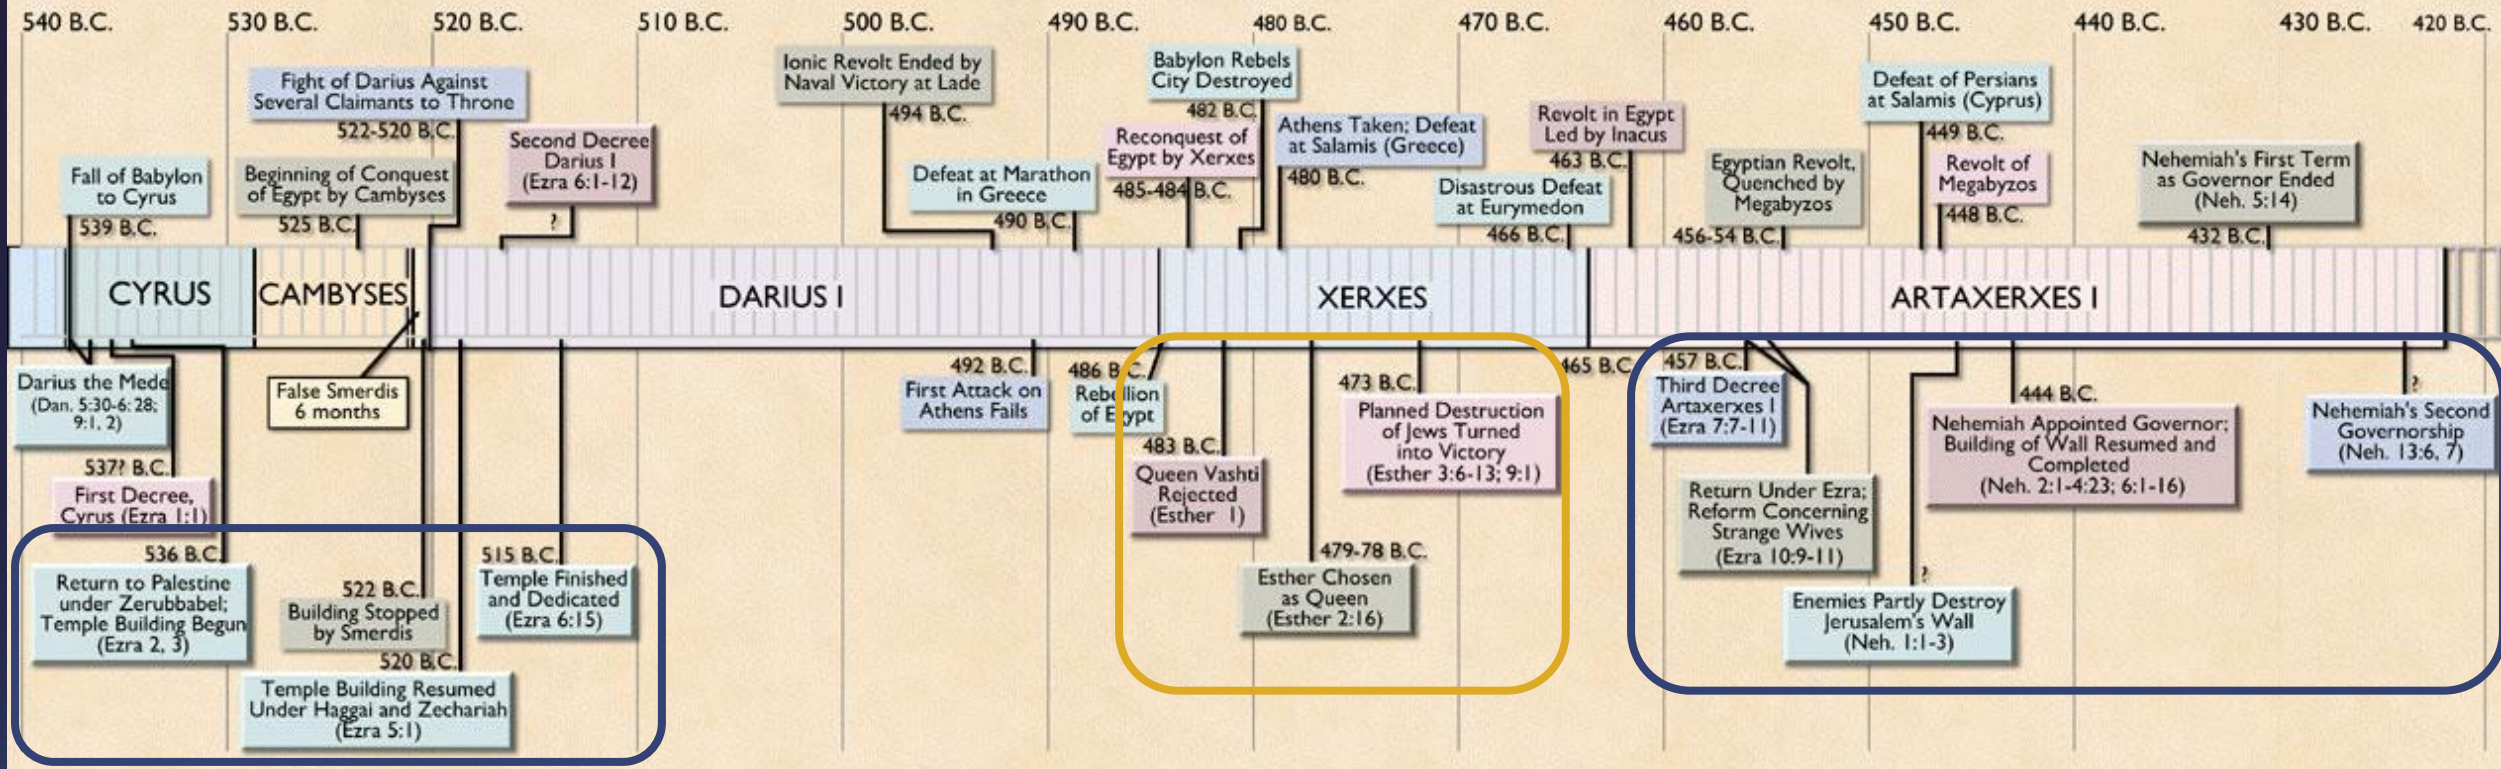 540 B.C.
530 B.C.
520 B.C.
510 B.C.
500 B.C.
490 B.C.
480 B.C.
470 B.C.
460 B.C.
450 B.C.
440 B.C.
430 B.C.
420 B.C.
Fall of Babylon
to Cyrus
539 B.C.
Fight of Darius Against
Several Claimants to Throne
522-520 B.C.
Beginning of Conquest
of Egypt by Cambyses
525 B.C.
Second Decree
Darius I
(Ezra 6:1-12)
?
Ionic Revolt Ended by
Naval Victory at Lade
494 B.C.
Defeat at Marathon
in Greece
490 B.C.
Babylon Rebels
City Destroyed
482 B.C.
Reconquest of
Egypt by Xerxes
485-484 B.C.
Athens Taken; Defeat
at Salamis (Greece)
480 B.C.
Disastrous Defeat
at Eurymedon
466 B.C.
Revolt in Egypt
Led by Inacus
463 B.C.
Egyptian Revolt,
Quenched by
Megabyzos
456-54 B.C.
Defeat of Persians
at Salamis (Cyprus)
449 B.C.
Revolt of
Megabyzos
448 B.C.
Nehemiah's First Term
as Governor Ended
(Neh. 5:14)
432 B.C.
CYRUS
CAMBYSES
DARIUS I
XERXES
ARTAXERXES I
Darius the Mede
(Dan. 5:30-6:28;
9:1, 2)
537? B.C.
First Decree,
Cyrus (Ezra 1:1)
536 B.C.
Return to Palestine
under Zerubbabel;
Temple Building Begun
(Ezra 2, 3)
False Smerdis
6 months
522 B.C.
Building Stopped
by Smerdis
520 B.C.
Temple Building Resumed
Under Haggai and Zechariah
(Ezra 5:1)
515 B.C.
Temple Finished
and Dedicated
(Ezra 6:15)
492 B.C.
First Attack on
Athens Fails
486 B.C.
Rebellion
of Egypt
483 B.C.
Queen Vashti
Rejected
(Esther 1)
479-78 B.C.
Esther Chosen
as Queen
(Esther 2:16)
473 B.C.
Planned Destruction
of Jews Turned
into Victory
(Esther 3:6-13; 9:1)
465 B.C.
457 B.C.
Third Decree
Artaxerxes I
(Ezra 7:7-11)
Return Under Ezra;
Reform Concerning
Strange Wives
(Ezra 10:9-11)
?
Enemies Partly Destroy
Jerusalem's Wall
(Neh. 1:1-3)
444 B.C.
Nehemiah Appointed Governor;
Building of Wall Resumed and
Completed
(Neh. 2:1-4:23; 6:1-16)
?
Nehemiah's Second
Governorship
(Neh. 13:6, 7)